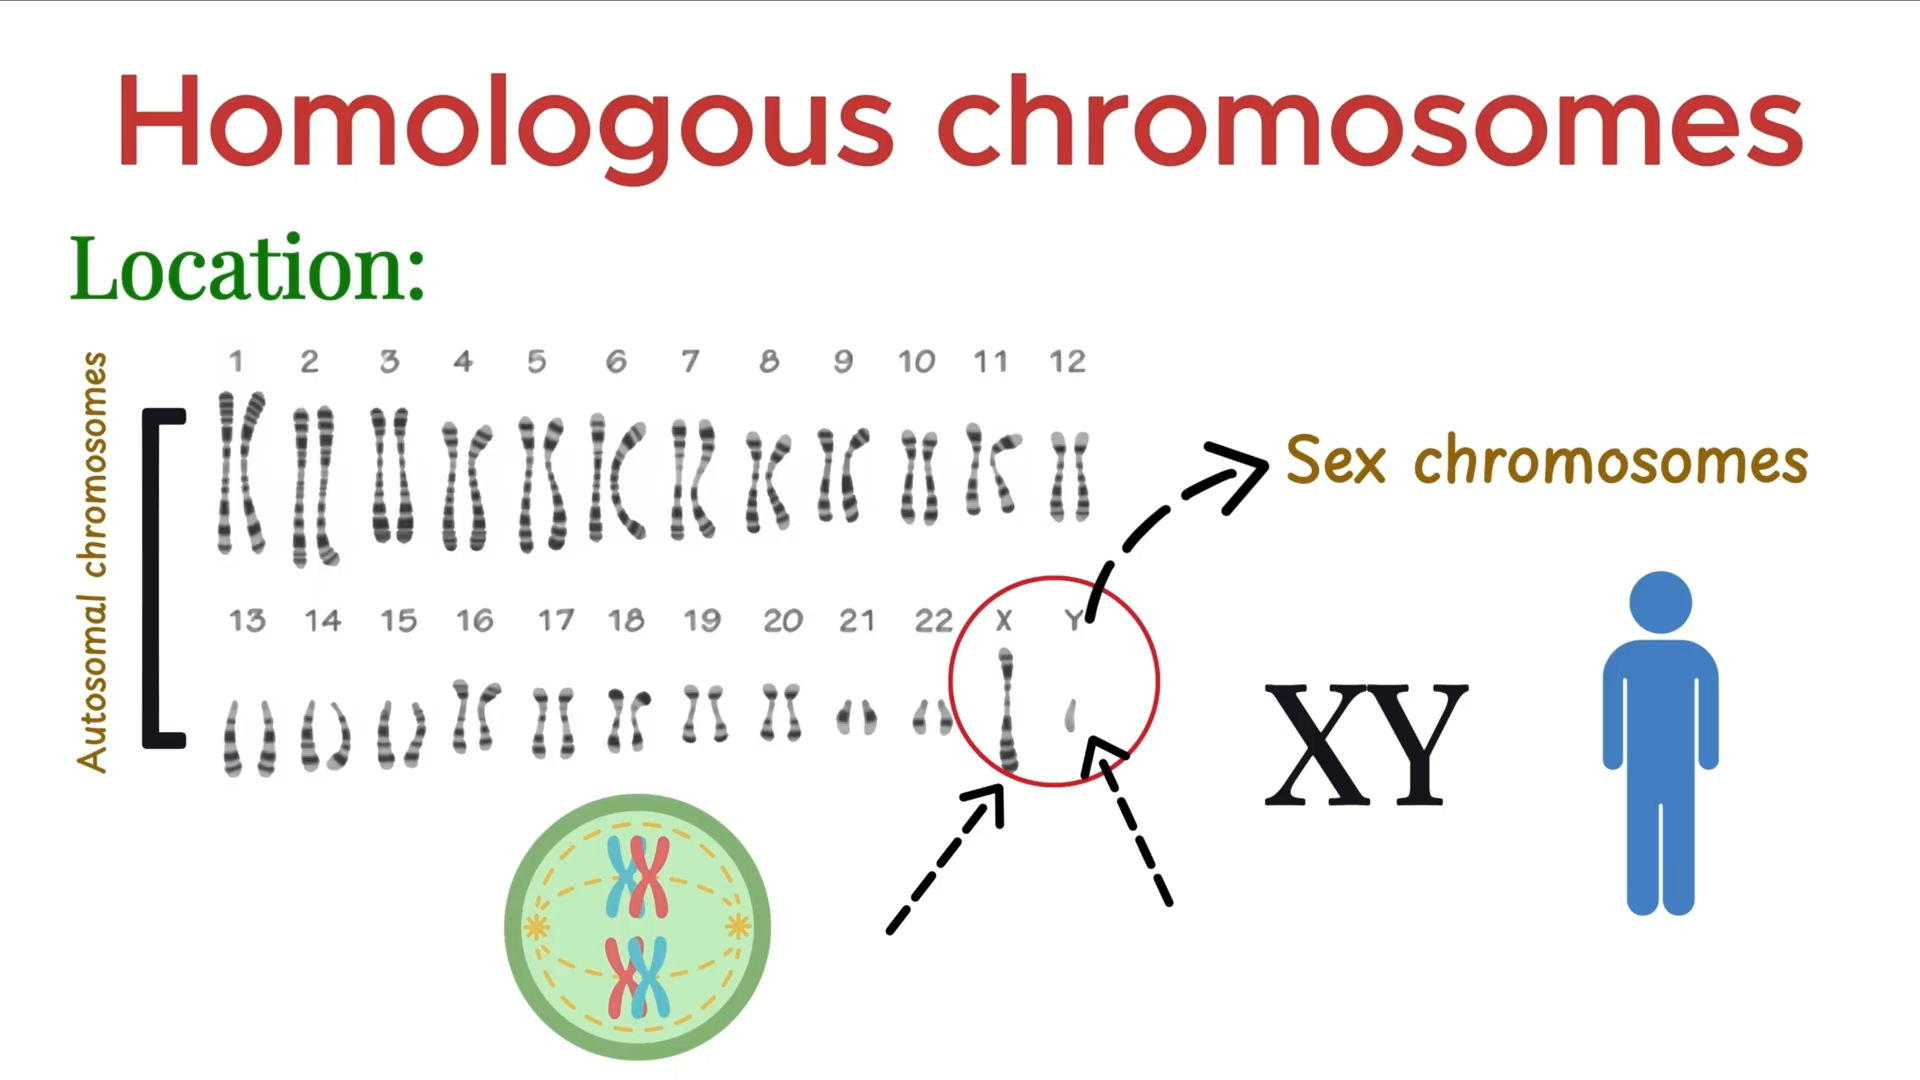 Homologous chromosomes
Location:
Autosomal chromosomes
1 2 3 4 5 6 7 8 9 10 11 12
Sex chromosomes
13 14 15 16 17 18 19 20 21 22 X Y
XY